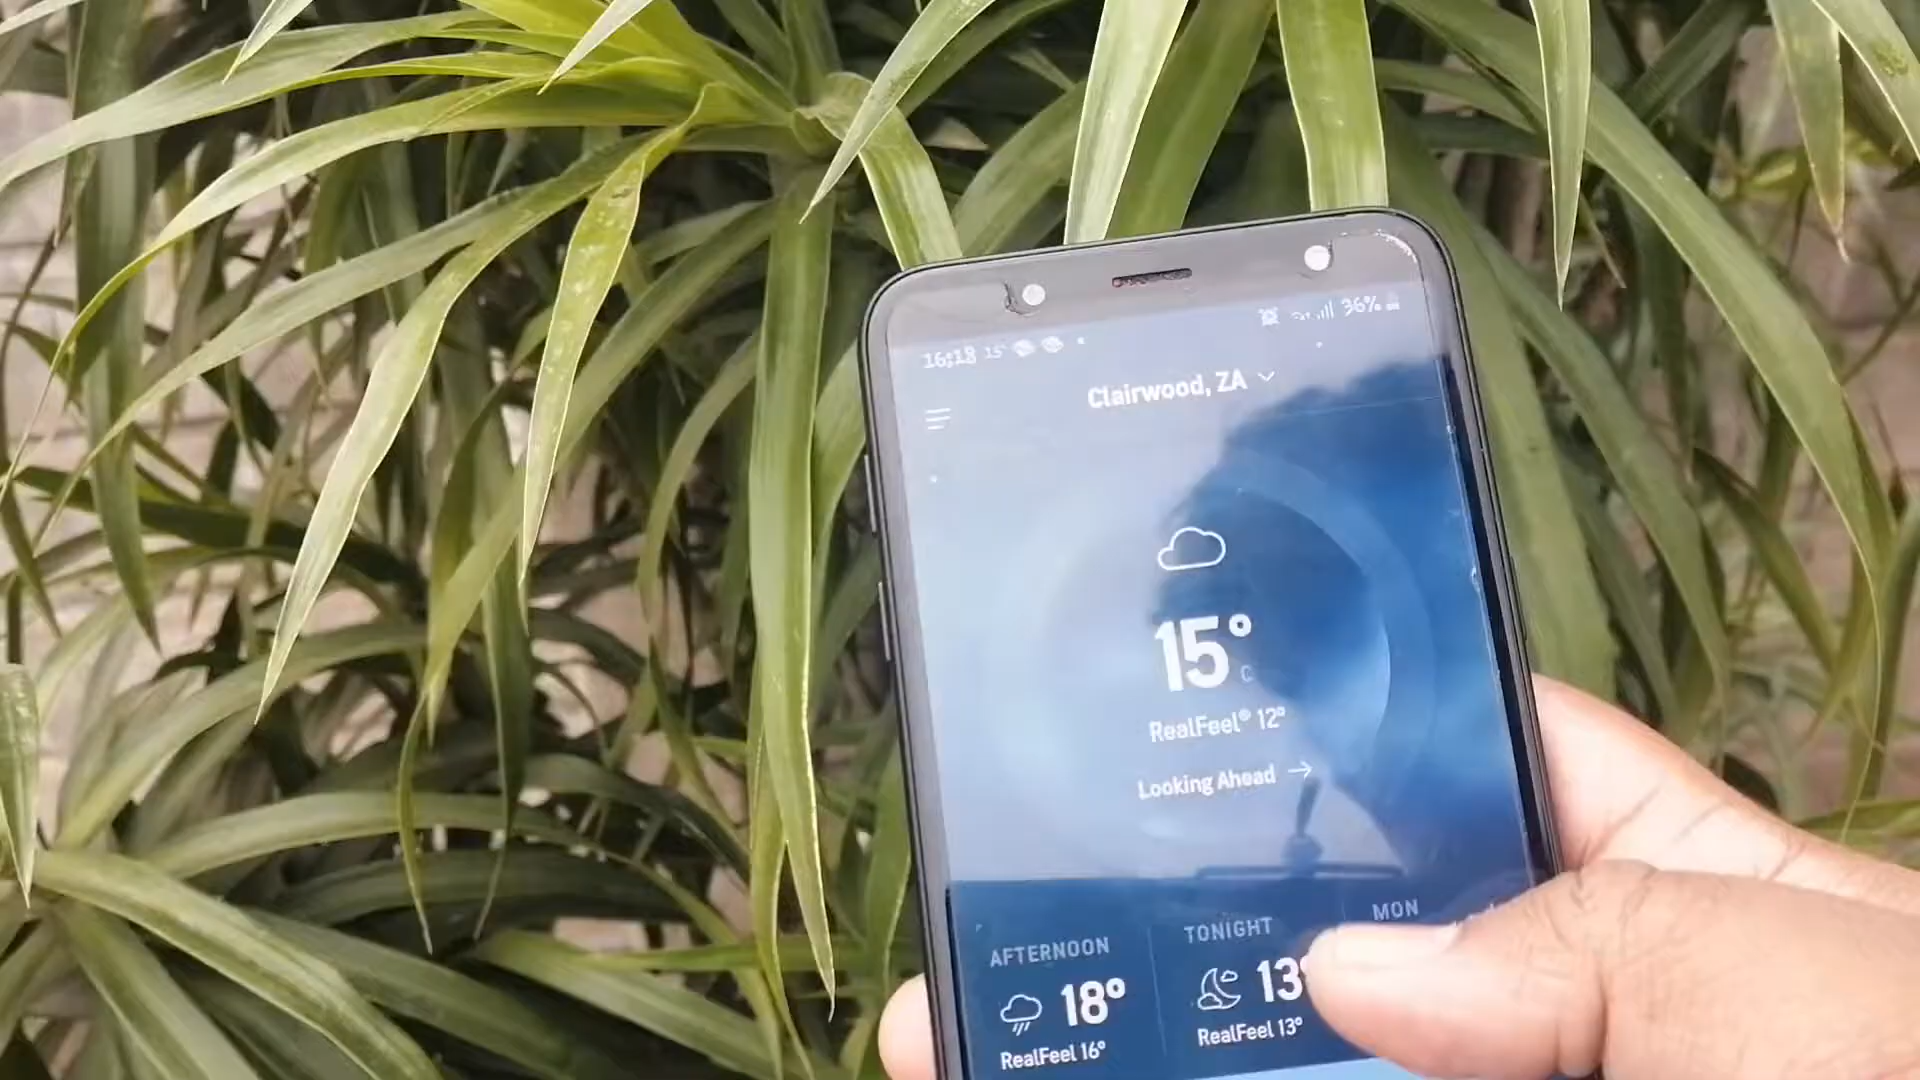 16:18 15° 36%
Clairwood, ZA
15° C
RealFeel® 12°
Looking Ahead →
AFTERNOON TONIGHT MON
18° 13°
RealFeel 16° RealFeel 13°